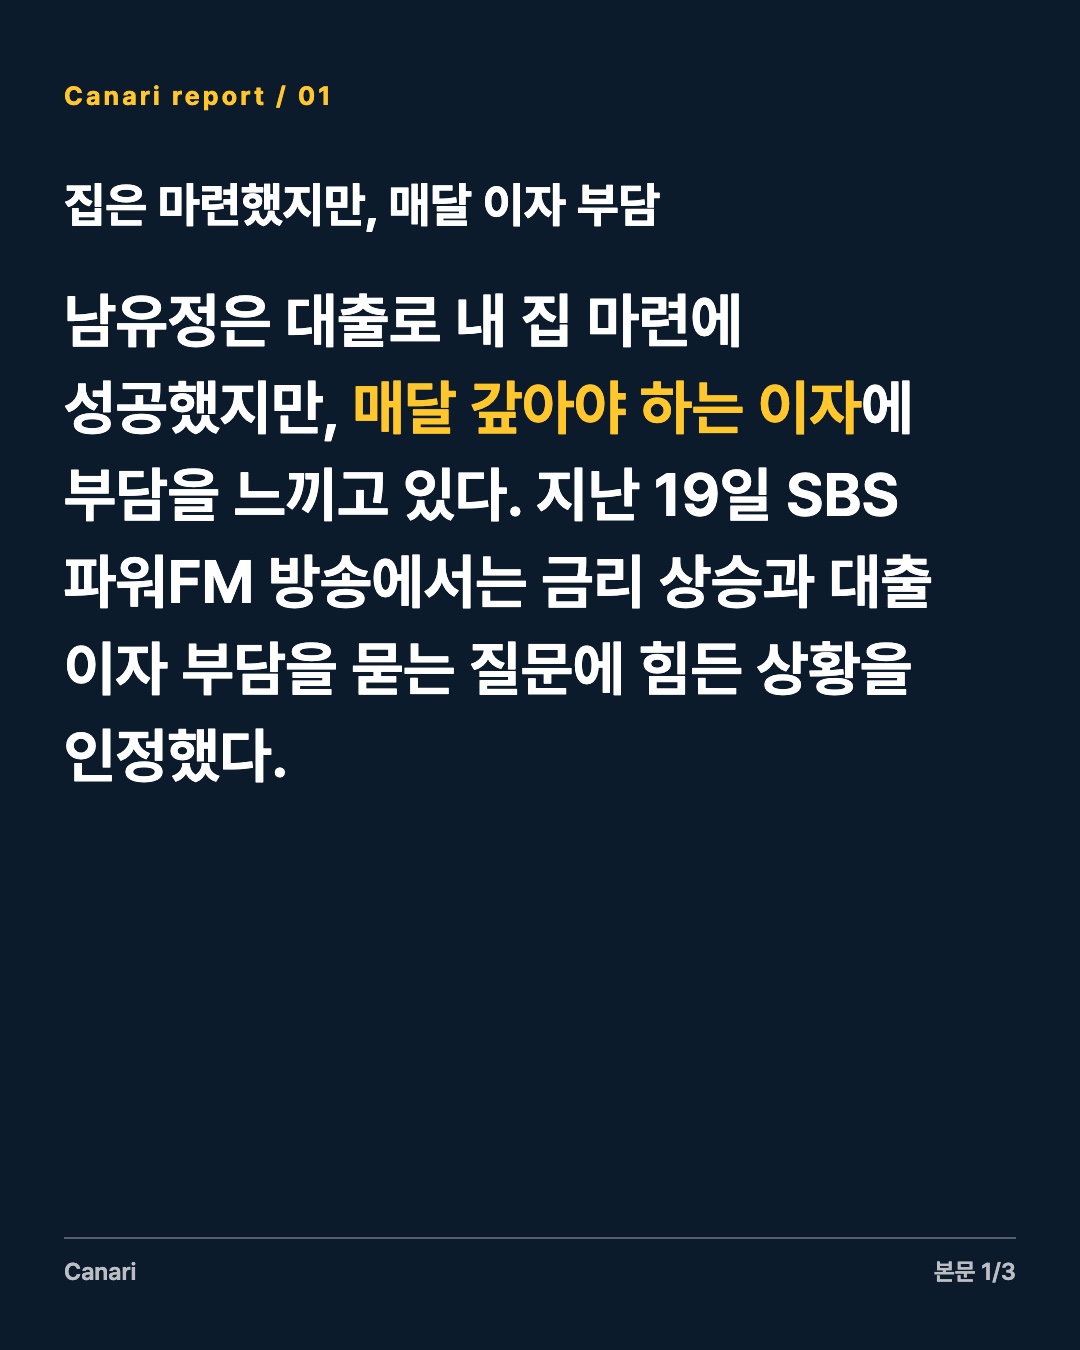 Canari report / 01
집은 마련했지만, 매달 이자 부담
남유정은 대출로 내 집 마련에
성공했지만, 매달 갚아야 하는 이자에
부담을 느끼고 있다. 지난 19일 SBS
파워FM 방송에서는 금리 상승과 대출
이자 부담을 묻는 질문에 힘든 상황을
인정했다.
Canari
본문 1/3